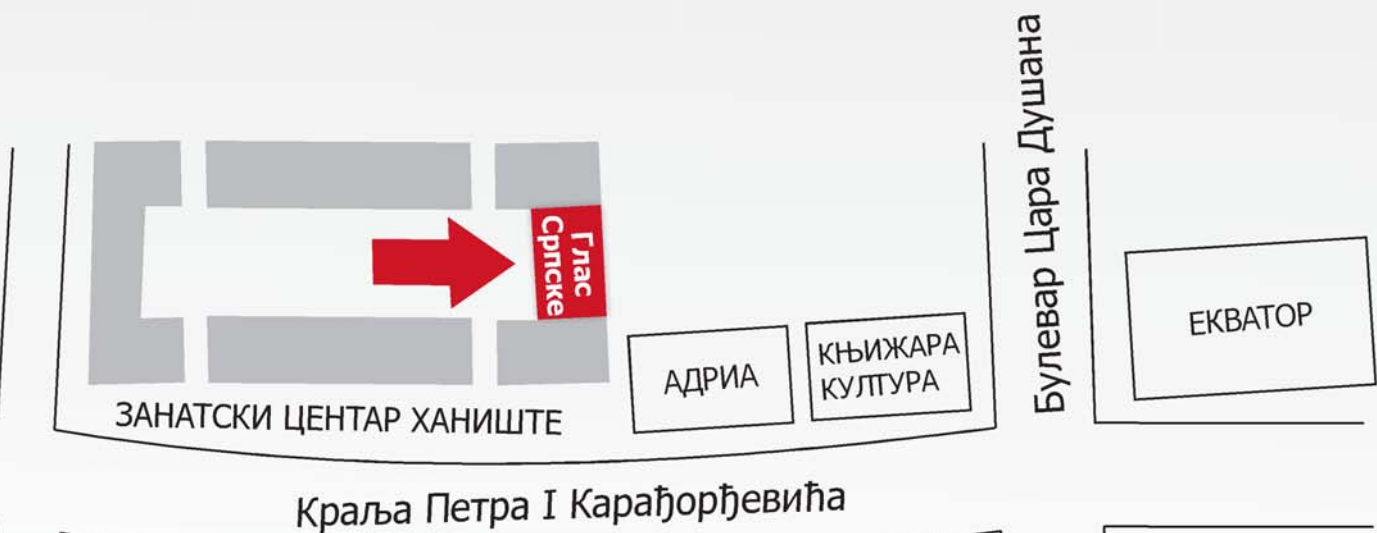 Булевар Цара Душана
Глас
Српске
ЕКВАТОР
КЊИЖАРА
КУЛТУРА
АДРИА
ЗАНАТСКИ ЦЕНТАР ХАНИШТЕ
Краља Петра I Карађорђевића